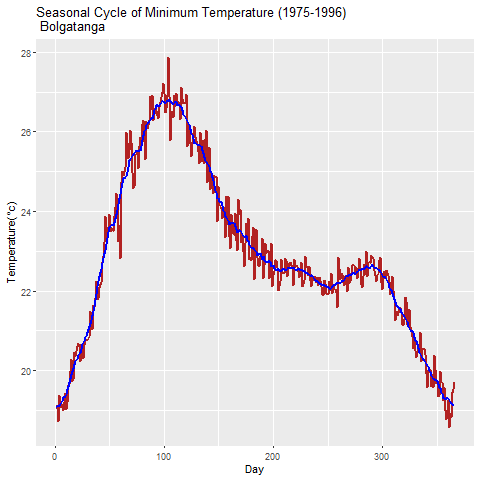 Seasonal Cycle of Minimum Temperature (1975-1996)
Bolgatanga
Temperature(°c)
28
26
24
22
20
0
100
200
300
Day